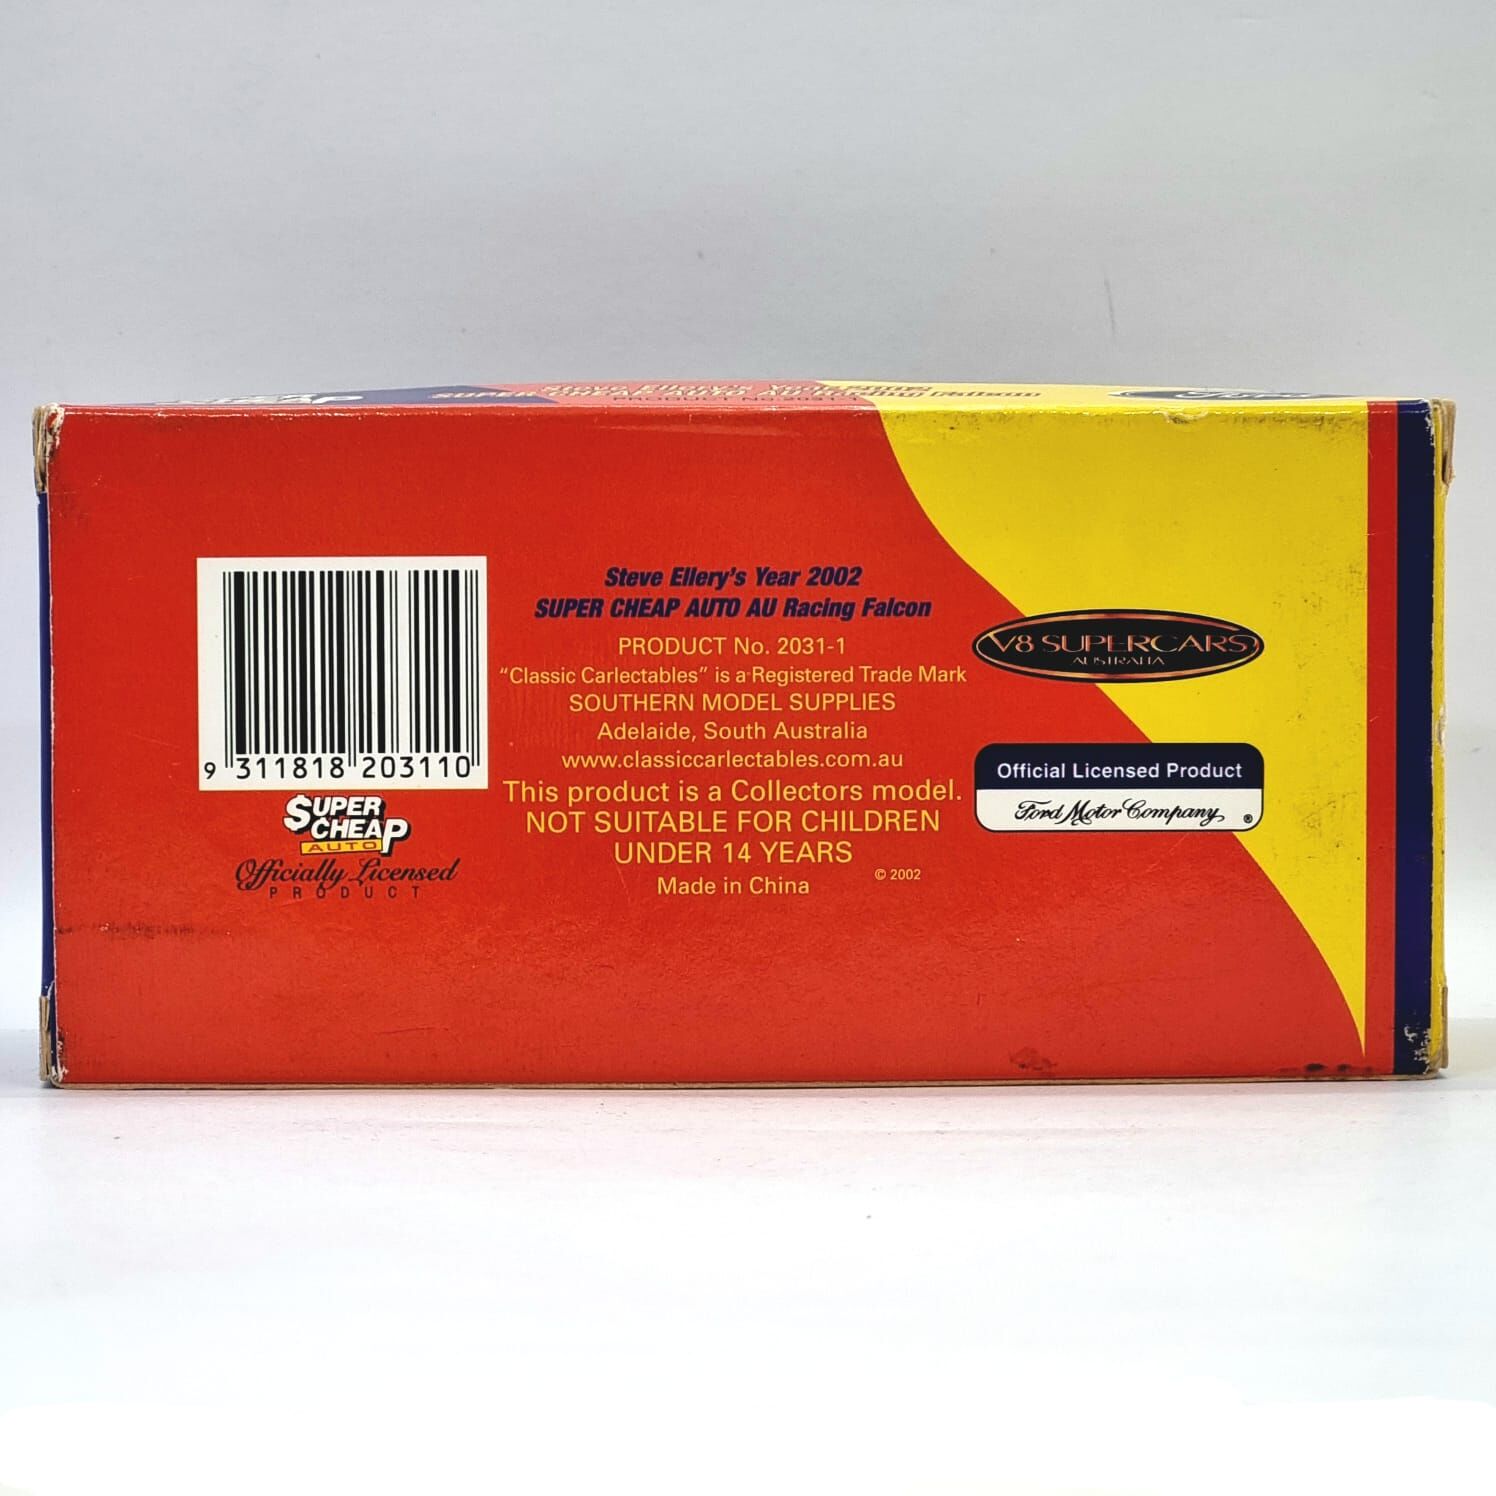 Steve Ellery's Year 2002
SUPER CHEAP AUTO AU Racing Falcon
PRODUCT No. 2031-1
“Classic Carlectables” is a Registered Trade Mark
SOUTHERN MODEL SUPPLIES
Adelaide, South Australia
www.classiccarlectables.com.au
This product is a Collectors model.
NOT SUITABLE FOR CHILDREN
UNDER 14 YEARS
Made in China
© 2002
9 311818 203110
$UPER
CHEAP
AUTO
Officially Licensed
PRODUCT
V8 SUPERCARS
AUSTRALIA
Official Licensed Product
Ford Motor Company ®